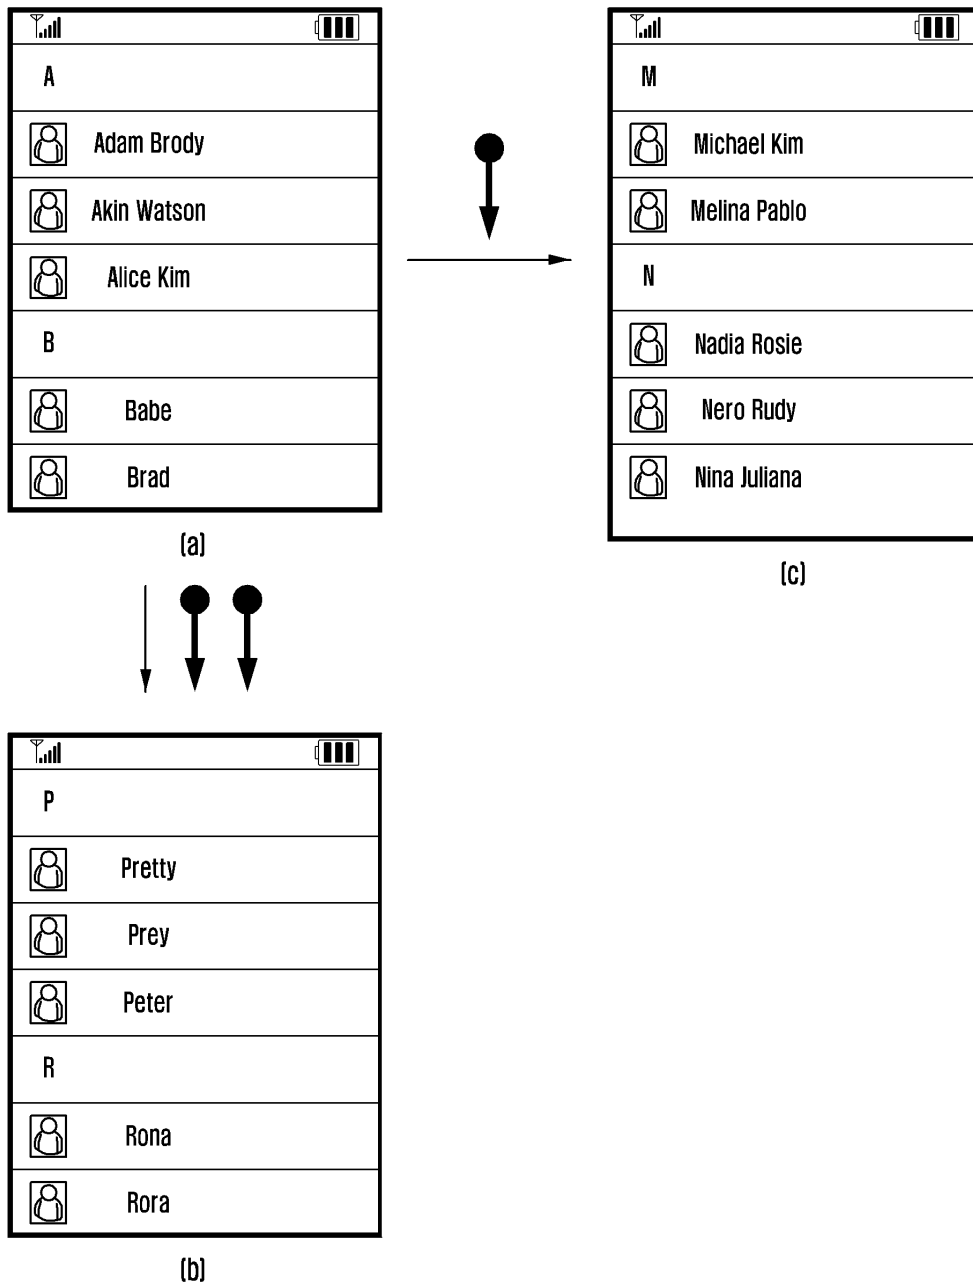 A
Adam Brody
Akin Watson
Alice Kim
B
Babe
Brad
(a)
M
Michael Kim
Melina Pablo
N
Nadia Rosie
Nero Rudy
Nina Juliana
(c)
P
Pretty
Prey
Peter
R
Rona
Rora
(b)